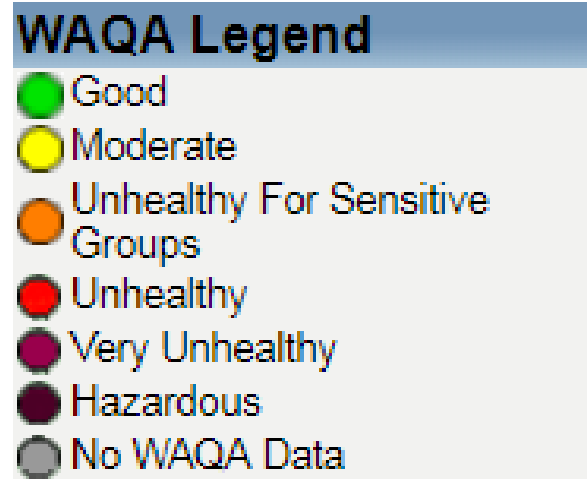 WAQA Legend
Good
Moderate
Unhealthy For Sensitive
Groups
Unhealthy
Very Unhealthy
Hazardous
No WAQA Data